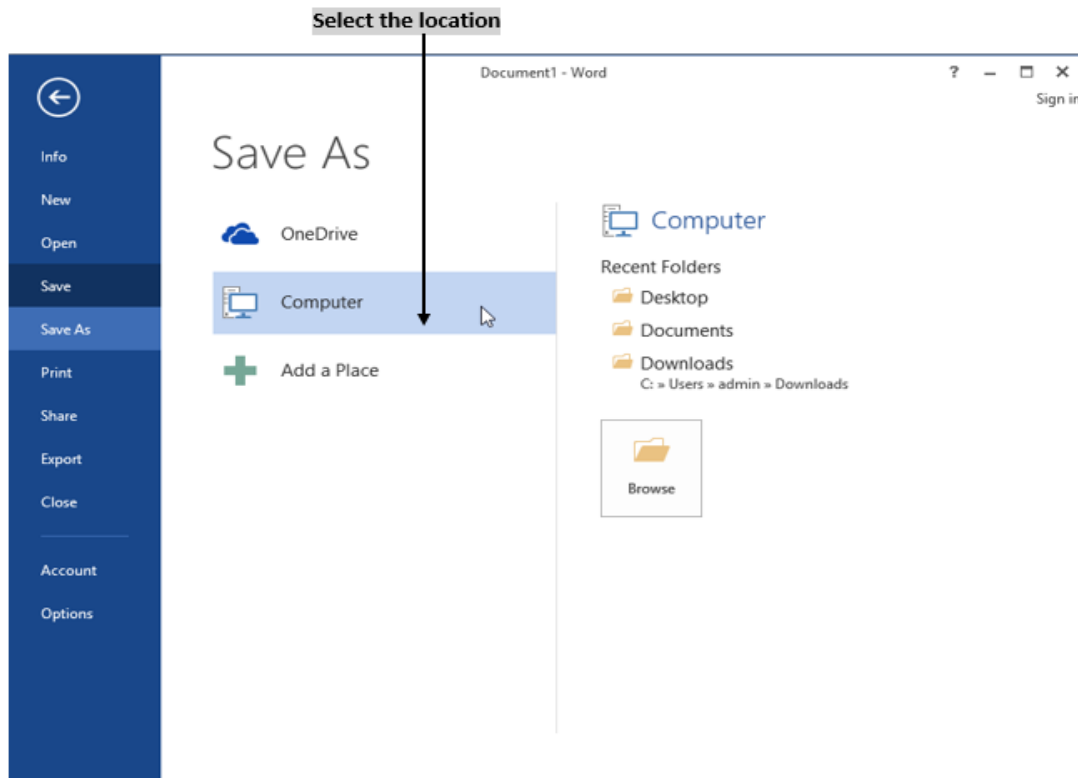 Select the location
Document1 - Word
?
Sign in
Info
New
Open
Save
Save As
Print
Share
Export
Close
Account
Options
Save As
OneDrive
Computer
Add a Place
Computer
Recent Folders
Desktop
Documents
Downloads
C: » Users » admin » Downloads
Browse